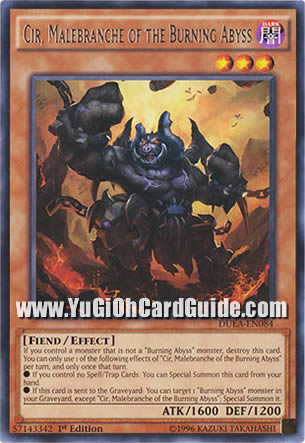 CIR, MALEBRANCHE OF THE BURNING ABYSS
DARK
www.YuGiOhCardGuide.com
DUEA-EN084
[FIEND / EFFECT]
If you control a monster that is not a "Burning Abyss" monster, destroy this card.
You can only use 1 of the following effects of "Cir, Malebranche of the Burning Abyss"
per turn, and only once that turn.
● If you control no Spell/Trap Cards: You can Special Summon this card from your
hand.
● If this card is sent to the Graveyard: You can target 1 "Burning Abyss" monster in
your Graveyard, except "Cir, Malebranche of the Burning Abyss"; Special Summon it.
ATK/1600 DEF/1200
57143342 1st Edition ©1996 KAZUKI TAKAHASHI